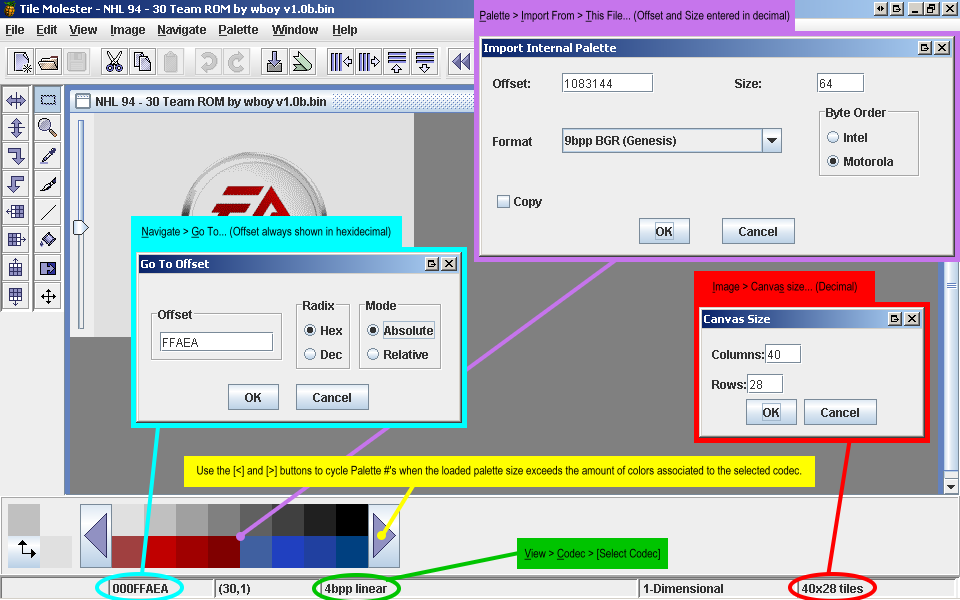 Tile Molester - NHL 94 - 30 Team ROM by wboy v1.0b.bin
File Edit View Image Navigate Palette Window Help
Palette > Import From > This File... (Offset and Size entered in decimal)
Import Internal Palette
Offset: 1083144 Size: 64
Byte Order
Intel
Format 9bpp BGR (Genesis)
Motorola
Copy
OK Cancel
NHL 94 - 30 Team ROM by wboy v1.0b.bin
EA
Navigate > Go To... (Offset always shown in hexidecimal)
Go To Offset
Offset
FFAEA
Radix
Hex
Dec
Mode
Absolute
Relative
OK Cancel
Image > Canvas size... (Decimal)
Canvas Size
Columns: 40
Rows: 28
OK Cancel
Use the [<] and [>] buttons to cycle Palette #'s when the loaded palette size exceeds the amount of colors associated to the selected codec.
View > Codec > [Select Codec]
000FFAEA (30,1) 4bpp linear 1-Dimensional 40x28 tiles